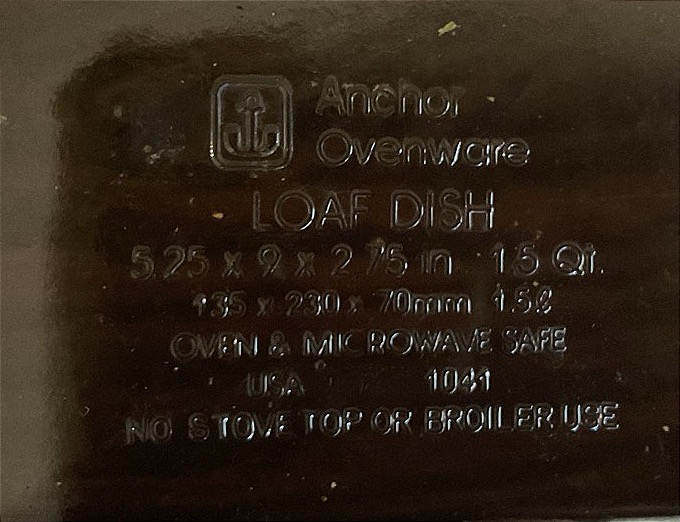 Anchor
Ovenware
LOAF DISH
5.25 x 9 x 2.75 in 1.5 Qt.
135 x 230 x 70mm 1.5ℓ
OVEN & MICROWAVE SAFE
USA 1041
NO STOVE TOP OR BROILER USE